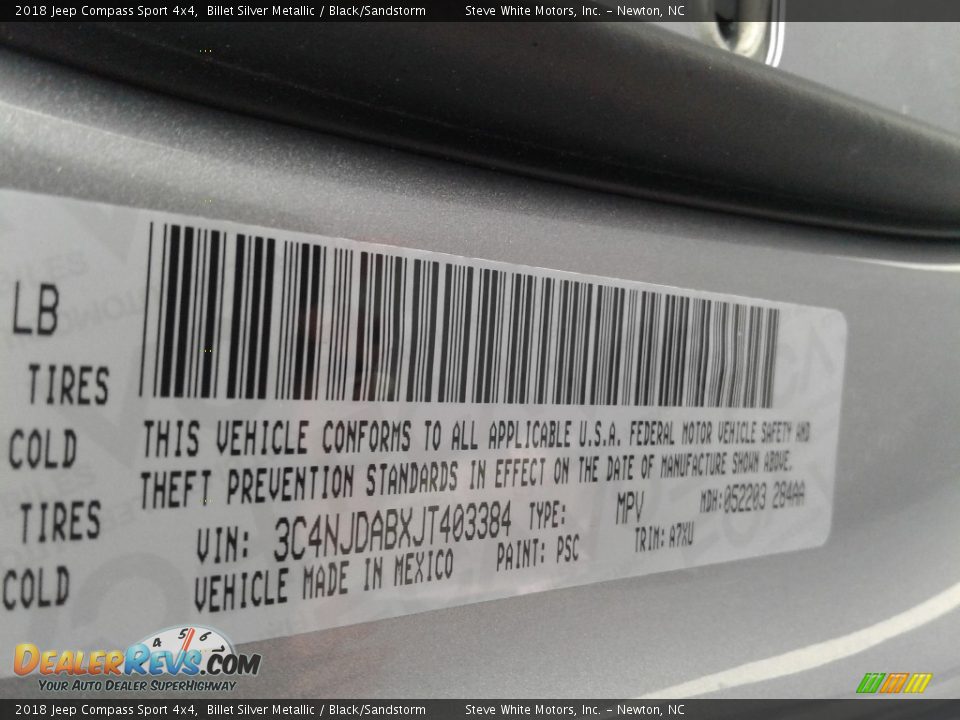 2018 Jeep Compass Sport 4x4, Billet Silver Metallic / Black/Sandstorm Steve White Motors, Inc. – Newton, NC
LB
TIRES
COLD
TIRES
COLD
THIS VEHICLE CONFORMS TO ALL APPLICABLE U.S.A. FEDERAL MOTOR VEHICLE SAFETY AND
THEFT PREVENTION STANDARDS IN EFFECT ON THE DATE OF MANUFACTURE SHOWN ABOVE.
VIN: 3C4NJDABXJT403384 TYPE: MPV MDH:052203 284AA
VEHICLE MADE IN MEXICO PAINT: PSC TRIM: A7XU
4 5 6
DEALERREVS.COM
YOUR AUTO DEALER SUPERHIGHWAY
2018 Jeep Compass Sport 4x4, Billet Silver Metallic / Black/Sandstorm Steve White Motors, Inc. – Newton, NC